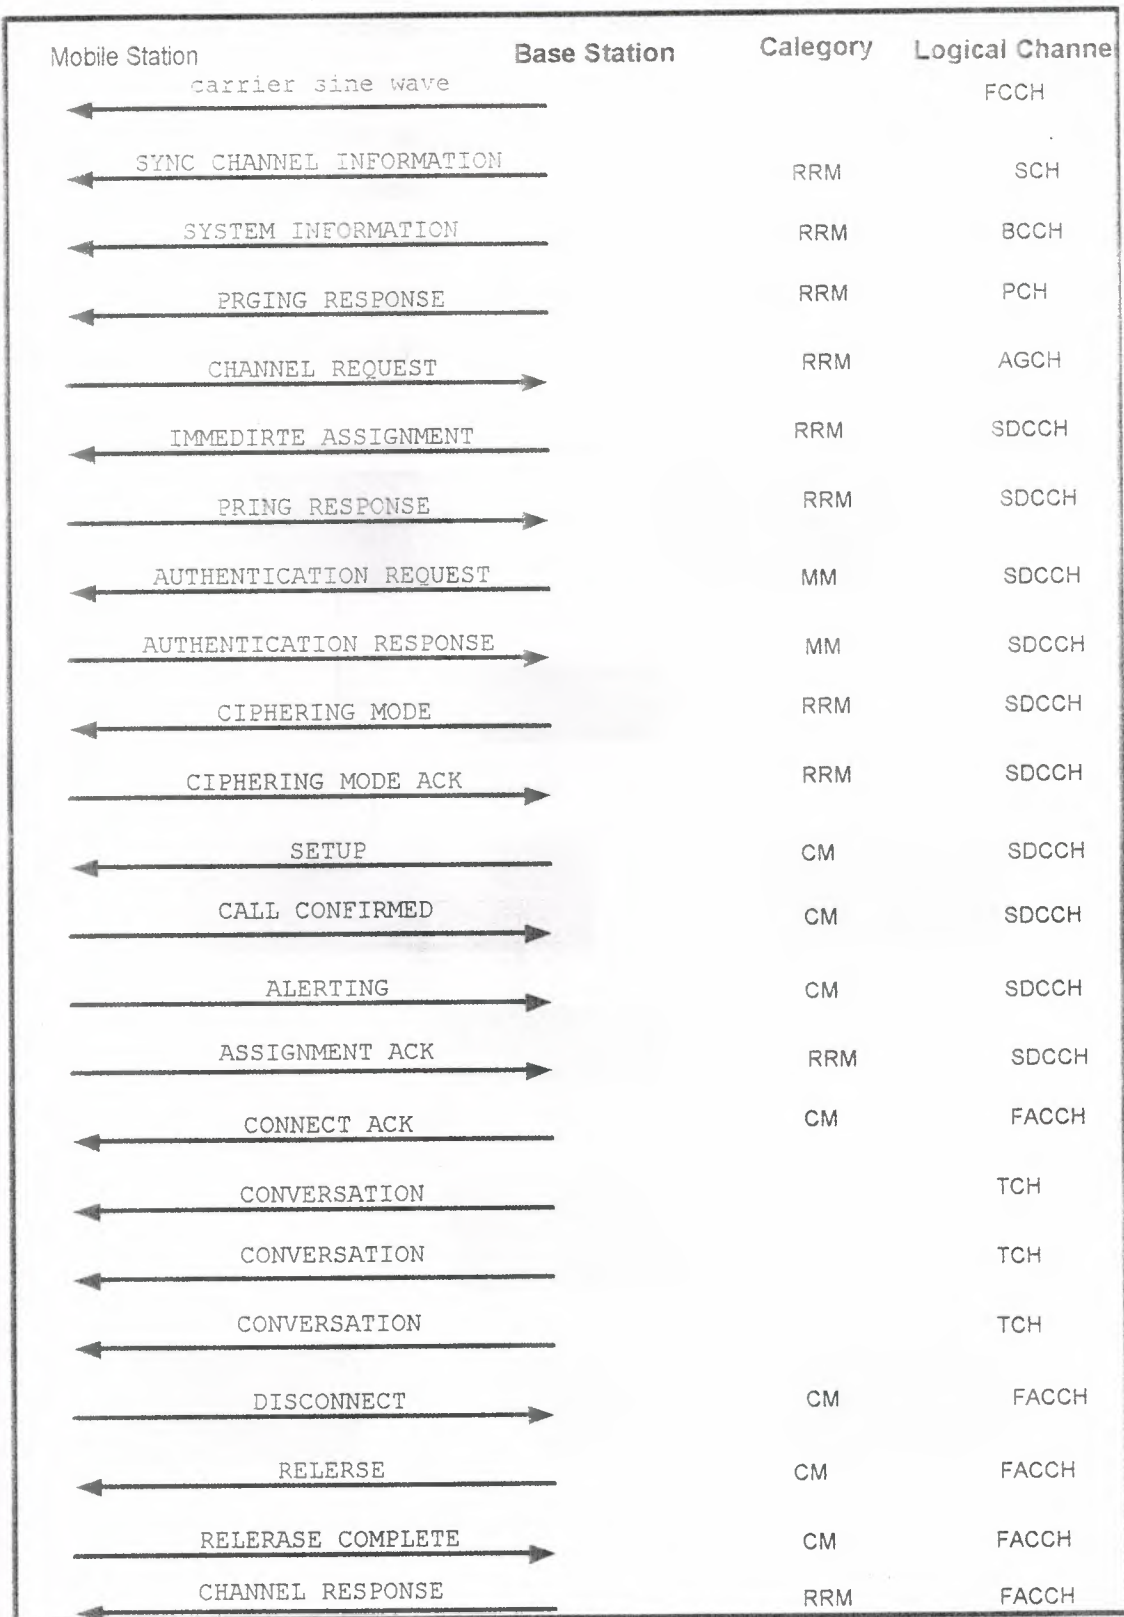 Mobile Station Base Station Calegory Logical Channel
carrier sine wave FCCH
SYNC CHANNEL INFORMATION RRM SCH
SYSTEM INFORMATION RRM BCCH
PRGING RESPONSE RRM PCH
CHANNEL REQUEST RRM AGCH
IMMEDIRTE ASSIGNMENT RRM SDCCH
PRING RESPONSE RRM SDCCH
AUTHENTICATION REQUEST MM SDCCH
AUTHENTICATION RESPONSE MM SDCCH
CIPHERING MODE RRM SDCCH
CIPHERING MODE ACK RRM SDCCH
SETUP CM SDCCH
CALL CONFIRMED CM SDCCH
ALERTING CM SDCCH
ASSIGNMENT ACK RRM SDCCH
CONNECT ACK CM FACCH
CONVERSATION TCH
CONVERSATION TCH
CONVERSATION TCH
DISCONNECT CM FACCH
RELERSE CM FACCH
RELERASE COMPLETE CM FACCH
CHANNEL RESPONSE RRM FACCH